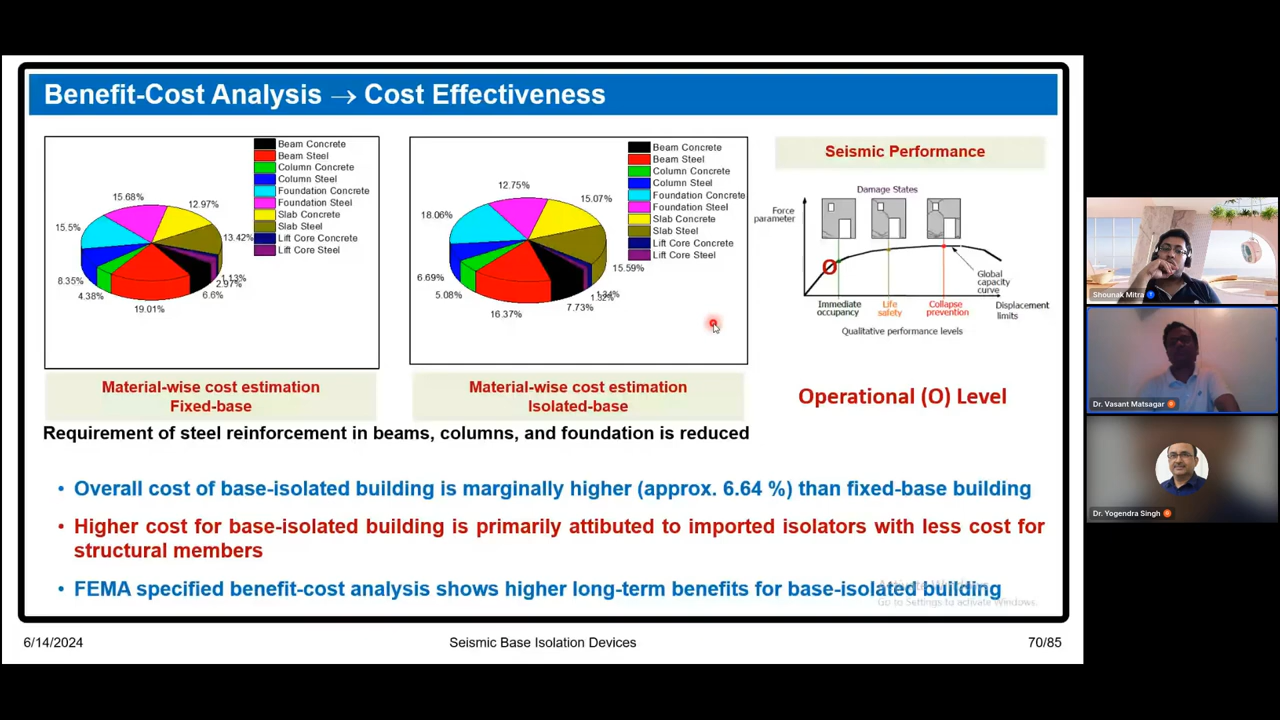 Benefit-Cost Analysis → Cost Effectiveness
Beam Concrete
Beam Steel
Column Concrete
Column Steel
Foundation Concrete
Foundation Steel
Slab Concrete
Slab Steel
Lift Core Concrete
Lift Core Steel
15.68%
12.97%
15.5%
13.42%
1.13%
2.97%
8.35%
4.38%
6.6%
19.01%
Material-wise cost estimation
Fixed-base
Beam Concrete
Beam Steel
Column Concrete
Column Steel
Foundation Concrete
Foundation Steel
Slab Concrete
Slab Steel
Lift Core Concrete
Lift Core Steel
12.75%
15.07%
18.06%
15.59%
6.69%
5.08%
7.73%
16.37%
Material-wise cost estimation
Isolated-base
Seismic Performance
Damage States
Force
parameter
O
Global
capacity
curve
Immediate
occupancy
Life
safety
Collapse
prevention
Displacement
limits
Qualitative performance levels
Operational (O) Level
Requirement of steel reinforcement in beams, columns, and foundation is reduced
• Overall cost of base-isolated building is marginally higher (approx. 6.64 %) than fixed-base building
• Higher cost for base-isolated building is primarily attibuted to imported isolators with less cost for
structural members
• FEMA specified benefit-cost analysis shows higher long-term benefits for base-isolated building
Activate Windows
Go to Settings to activate Windows.
6/14/2024
Seismic Base Isolation Devices
70/85
Shounak Mitra
Dr. Vasant Matsagar
Dr. Yogendra Singh